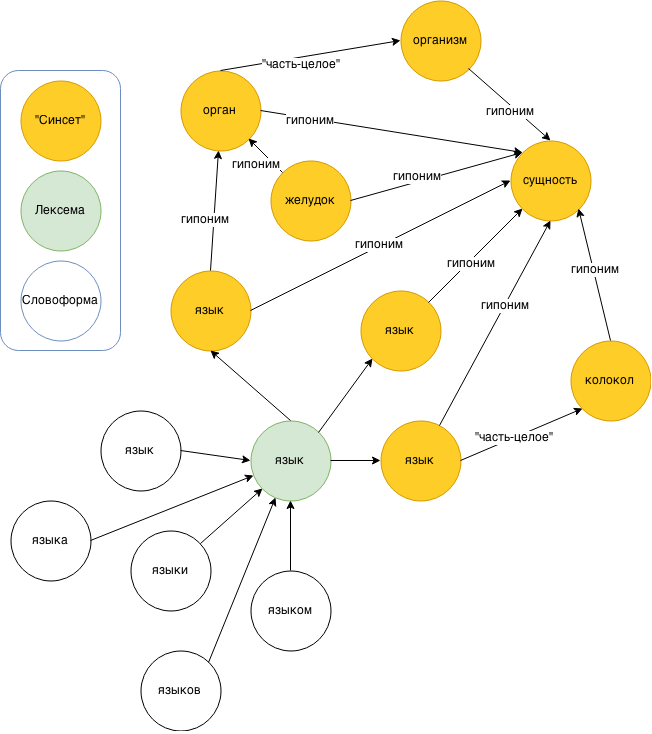 организм
"часть-целое"
"Синсет"
орган
гипоним
гипоним
гипоним
гипоним
сущность
желудок
Лексема
гипоним
гипоним
гипоним
гипоним
Словоформа
гипоним
язык
язык
колокол
"часть-целое"
язык
язык
язык
языка
языки
языком
языков